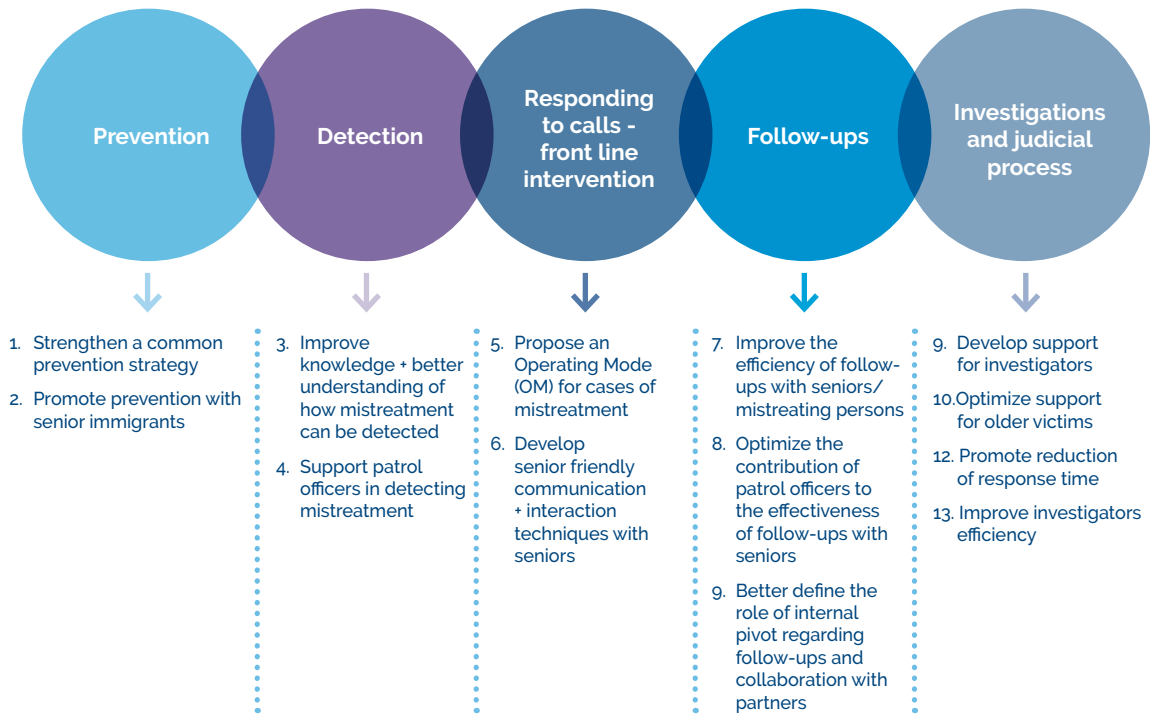 Prevention
Detection
Responding
to calls -
front line
intervention
Follow-ups
Investigations
and judicial
process
1. Strengthen a common
prevention strategy
2. Promote prevention with
senior immigrants
3. Improve
knowledge + better
understanding of
how mistreatment
can be detected
4. Support patrol
officers in detecting
mistreatment
5. Propose an
Operating Mode
(OM) for cases of
mistreatment
6. Develop
senior friendly
communication
+ interaction
techniques with
seniors
7. Improve the
efficiency of follow-
ups with seniors/
mistreating persons
8. Optimize the
contribution of
patrol officers to
the effectiveness
of follow-ups with
seniors
9. Better define the
role of internal
pivot regarding
follow-ups and
collaboration with
partners
9. Develop support
for investigators
10.Optimize support
for older victims
12. Promote reduction
of response time
13. Improve investigators
efficiency